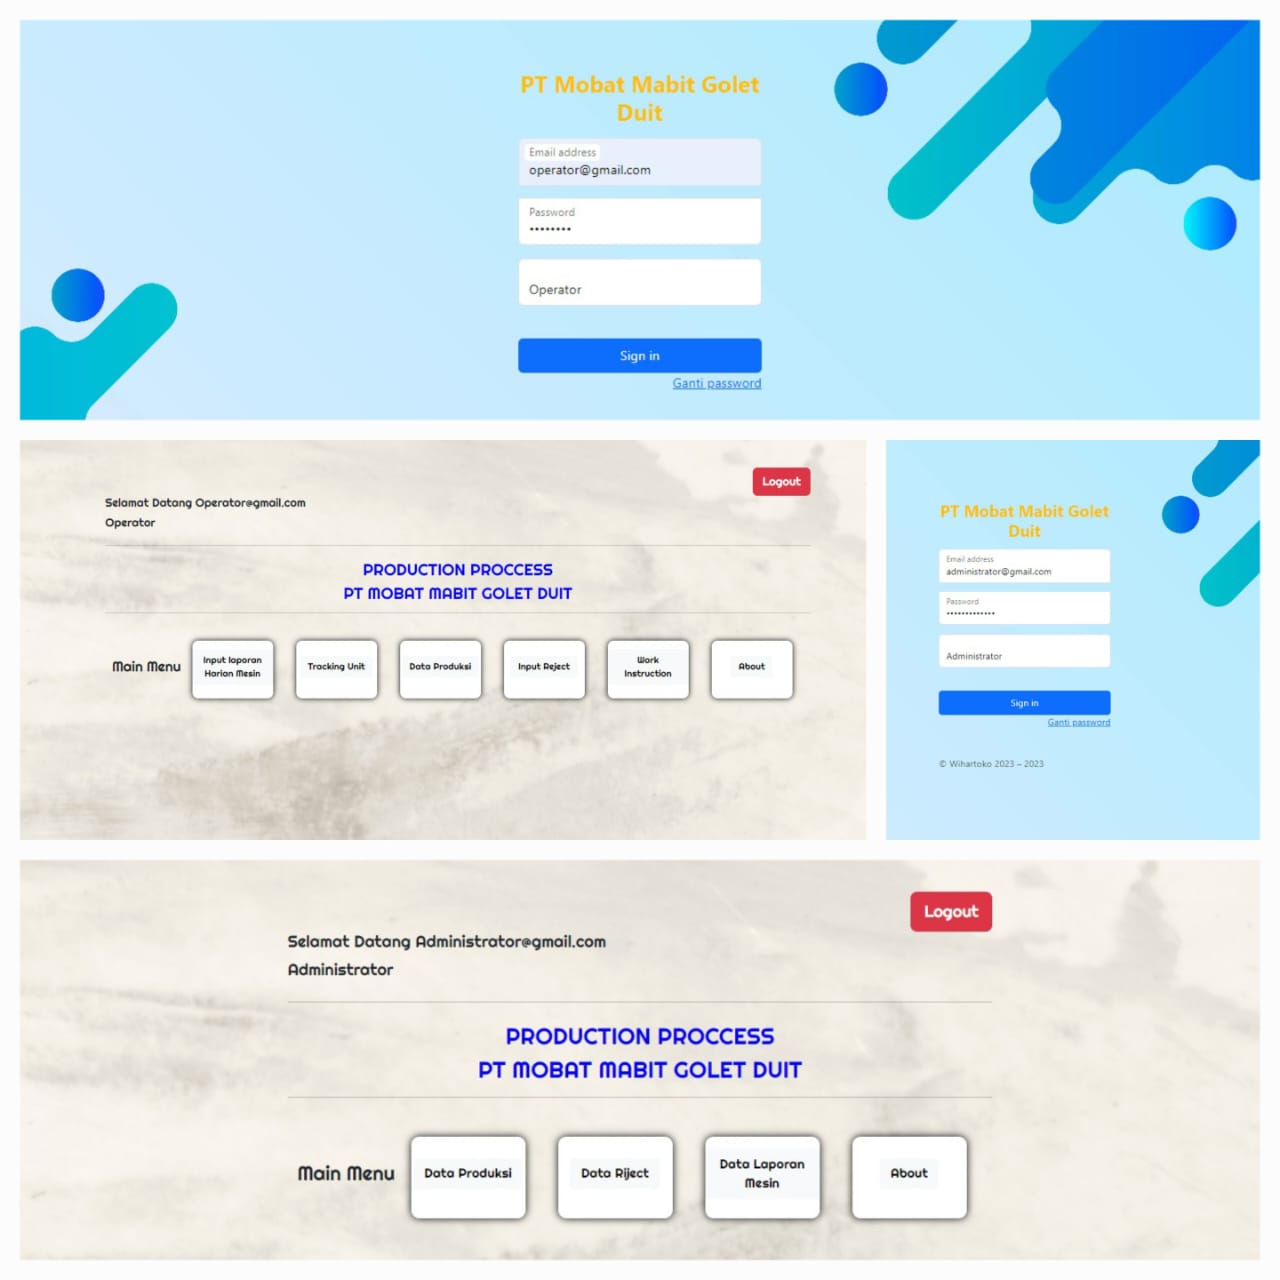 PT Mobat Mabit Golet
Duit
Email address
operator@gmail.com
Password
••••••••
Operator
Sign in
Ganti password
Logout
Selamat Datang Operator@gmail.com
Operator
PRODUCTION PROCCESS
PT MOBAT MABIT GOLET DUIT
Main Menu
Input laporan
Harian Mesin
Tracking Unit
Data Produksi
Input Reject
Work
Instruction
About
PT Mobat Mabit Golet
Duit
Email address
administrator@gmail.com
Password
•••••••••••••
Administrator
Sign in
Ganti password
© Wihartoko 2023 – 2023
Logout
Selamat Datang Administrator@gmail.com
Administrator
PRODUCTION PROCCESS
PT MOBAT MABIT GOLET DUIT
Main Menu
Data Produksi
Data Riject
Data Laporan
Mesin
About